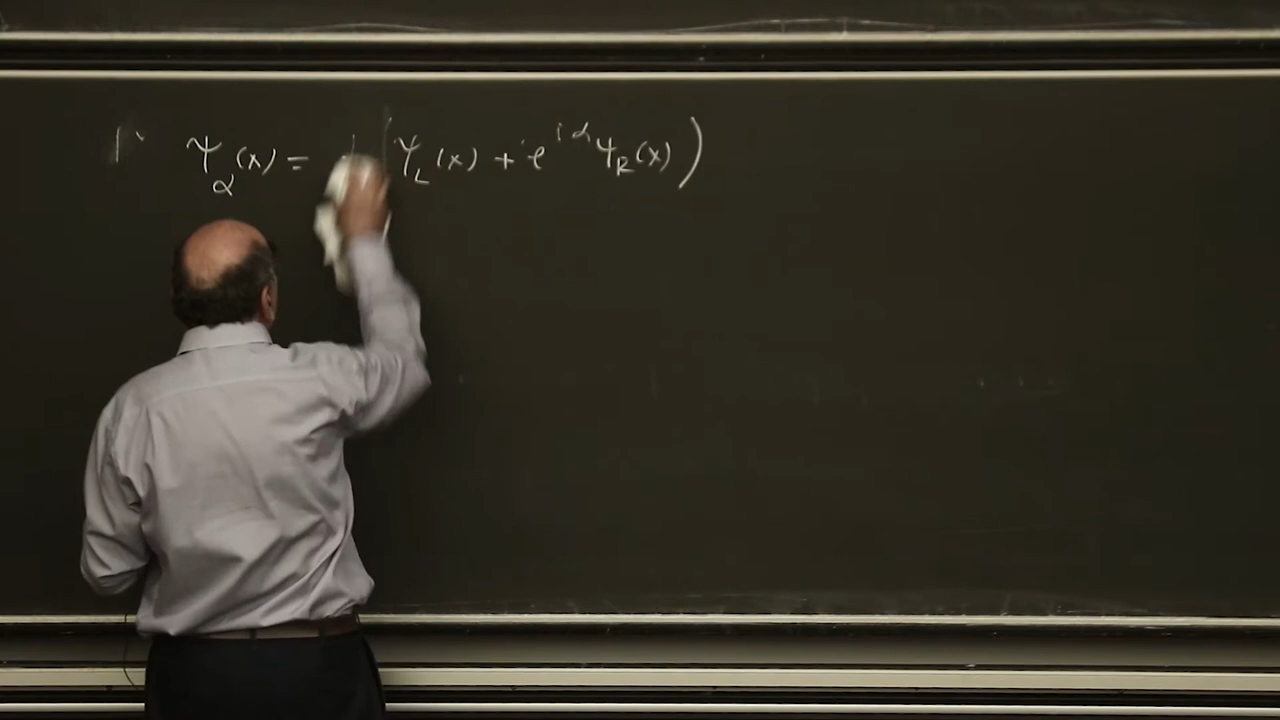 ψ_α(x) = (ψ_L(x) + e^{iα} ψ_R(x))